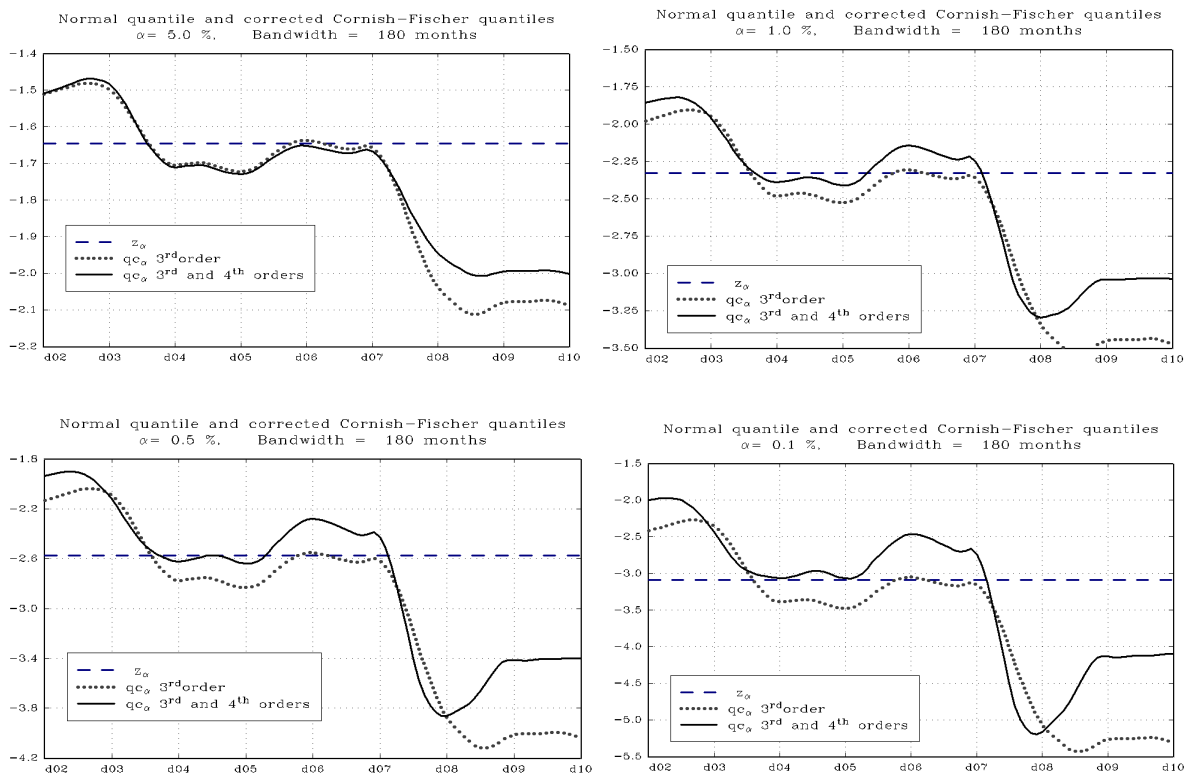 Normal quantile and corrected Cornish-Fischer quantiles
α= 5.0 %, Bandwidth = 180 months
-1.4
-1.5
-1.6
-1.7
-1.8
-1.9
-2.0
-2.1
-2.2
zα
qcα 3rd order
qcα 3rd and 4th orders
d02 d03 d04 d05 d06 d07 d08 d09 d10
Normal quantile and corrected Cornish-Fischer quantiles
α= 1.0 %, Bandwidth = 180 months
-1.50
-1.75
-2.00
-2.25
-2.50
-2.75
-3.00
-3.25
-3.50
zα
qcα 3rd order
qcα 3rd and 4th orders
d02 d03 d04 d05 d06 d07 d08 d09 d10
Normal quantile and corrected Cornish-Fischer quantiles
α= 0.5 %, Bandwidth = 180 months
-1.8
-2.2
-2.6
-3.0
-3.4
-3.8
-4.2
zα
qcα 3rd order
qcα 3rd and 4th orders
d02 d03 d04 d05 d06 d07 d08 d09 d10
Normal quantile and corrected Cornish-Fischer quantiles
α= 0.1 %, Bandwidth = 180 months
-1.5
-2.0
-2.5
-3.0
-3.5
-4.0
-4.5
-5.0
-5.5
zα
qcα 3rd order
qcα 3rd and 4th orders
d02 d03 d04 d05 d06 d07 d08 d09 d10